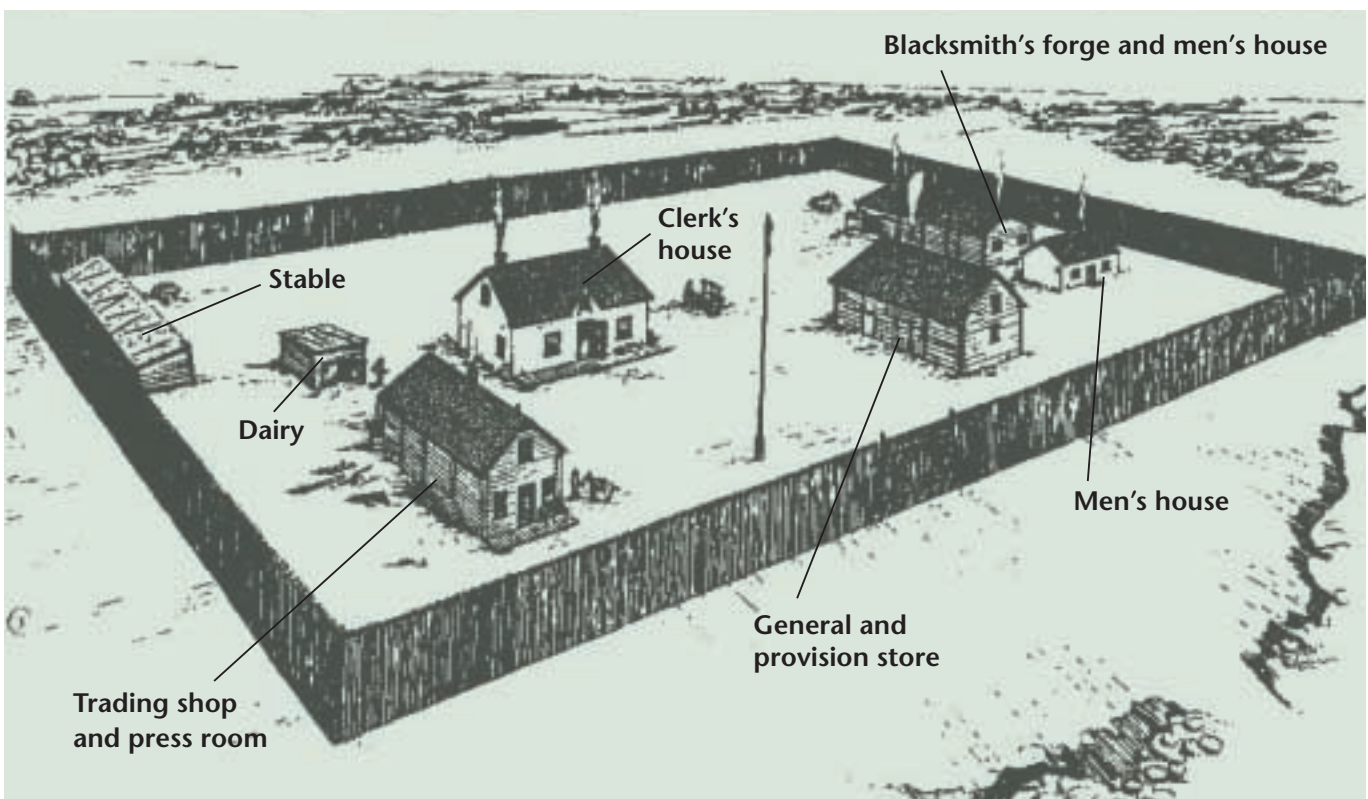 Blacksmith's forge and men's house
Clerk's
house
Stable
Dairy
Men's house
General and
provision store
Trading shop
and press room